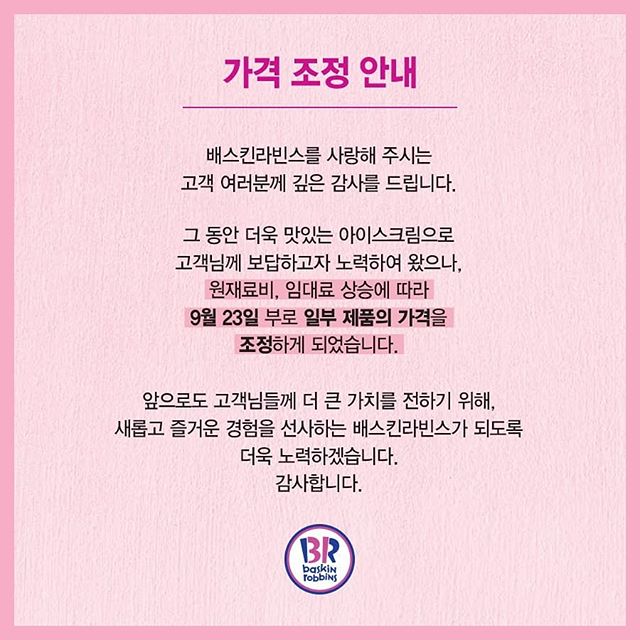 가격 조정 안내
배스킨라빈스를 사랑해 주시는
고객 여러분께 깊은 감사를 드립니다.
그 동안 더욱 맛있는 아이스크림으로
고객님께 보답하고자 노력하여 왔으나,
원재료비, 임대료 상승에 따라
9월 23일 부로 일부 제품의 가격을
조정하게 되었습니다.
앞으로도 고객님들께 더 큰 가치를 전하기 위해,
새롭고 즐거운 경험을 선사하는 배스킨라빈스가 되도록
더욱 노력하겠습니다.
감사합니다.
BR
baskin
robbins